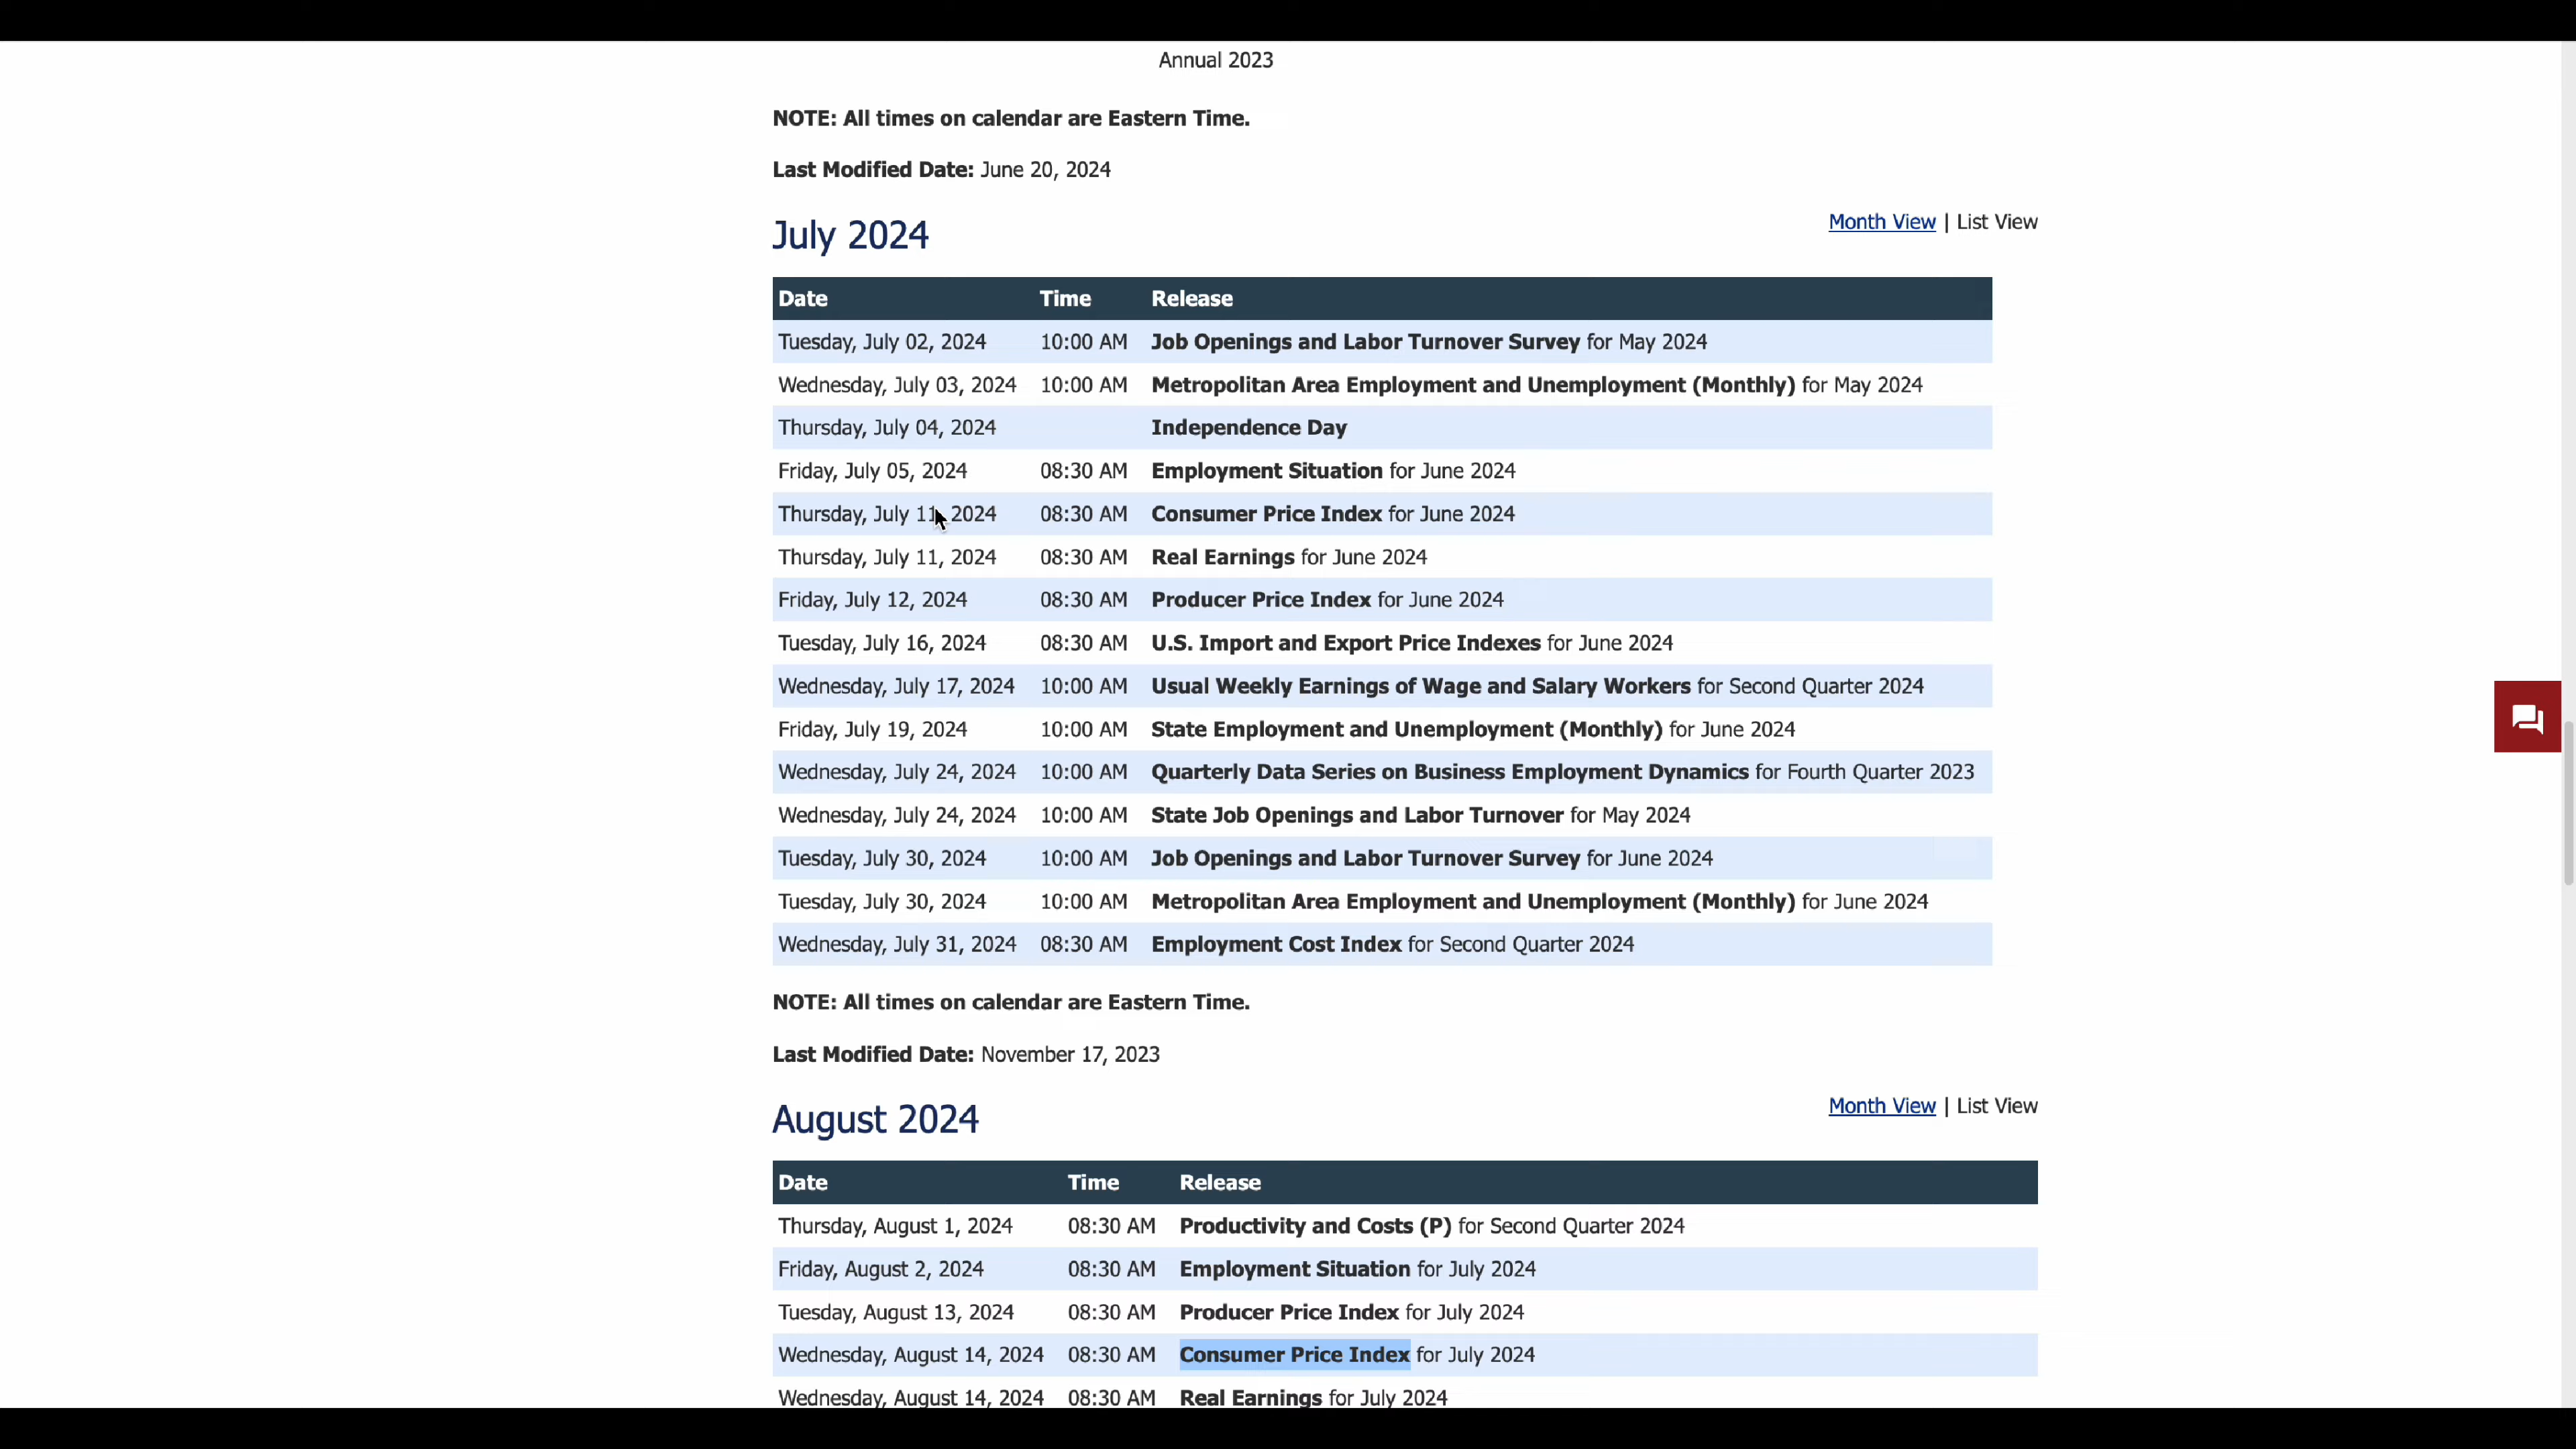 Annual 2023
NOTE: All times on calendar are Eastern Time.
Last Modified Date: June 20, 2024
July 2024
Month View | List View
Date Time Release
Tuesday, July 02, 2024 10:00 AM Job Openings and Labor Turnover Survey for May 2024
Wednesday, July 03, 2024 10:00 AM Metropolitan Area Employment and Unemployment (Monthly) for May 2024
Thursday, July 04, 2024 Independence Day
Friday, July 05, 2024 08:30 AM Employment Situation for June 2024
Thursday, July 11, 2024 08:30 AM Consumer Price Index for June 2024
Thursday, July 11, 2024 08:30 AM Real Earnings for June 2024
Friday, July 12, 2024 08:30 AM Producer Price Index for June 2024
Tuesday, July 16, 2024 08:30 AM U.S. Import and Export Price Indexes for June 2024
Wednesday, July 17, 2024 10:00 AM Usual Weekly Earnings of Wage and Salary Workers for Second Quarter 2024
Friday, July 19, 2024 10:00 AM State Employment and Unemployment (Monthly) for June 2024
Wednesday, July 24, 2024 10:00 AM Quarterly Data Series on Business Employment Dynamics for Fourth Quarter 2023
Wednesday, July 24, 2024 10:00 AM State Job Openings and Labor Turnover for May 2024
Tuesday, July 30, 2024 10:00 AM Job Openings and Labor Turnover Survey for June 2024
Tuesday, July 30, 2024 10:00 AM Metropolitan Area Employment and Unemployment (Monthly) for June 2024
Wednesday, July 31, 2024 08:30 AM Employment Cost Index for Second Quarter 2024
NOTE: All times on calendar are Eastern Time.
Last Modified Date: November 17, 2023
August 2024
Month View | List View
Date Time Release
Thursday, August 1, 2024 08:30 AM Productivity and Costs (P) for Second Quarter 2024
Friday, August 2, 2024 08:30 AM Employment Situation for July 2024
Tuesday, August 13, 2024 08:30 AM Producer Price Index for July 2024
Wednesday, August 14, 2024 08:30 AM Consumer Price Index for July 2024
Wednesday, August 14, 2024 08:30 AM Real Earnings for July 2024